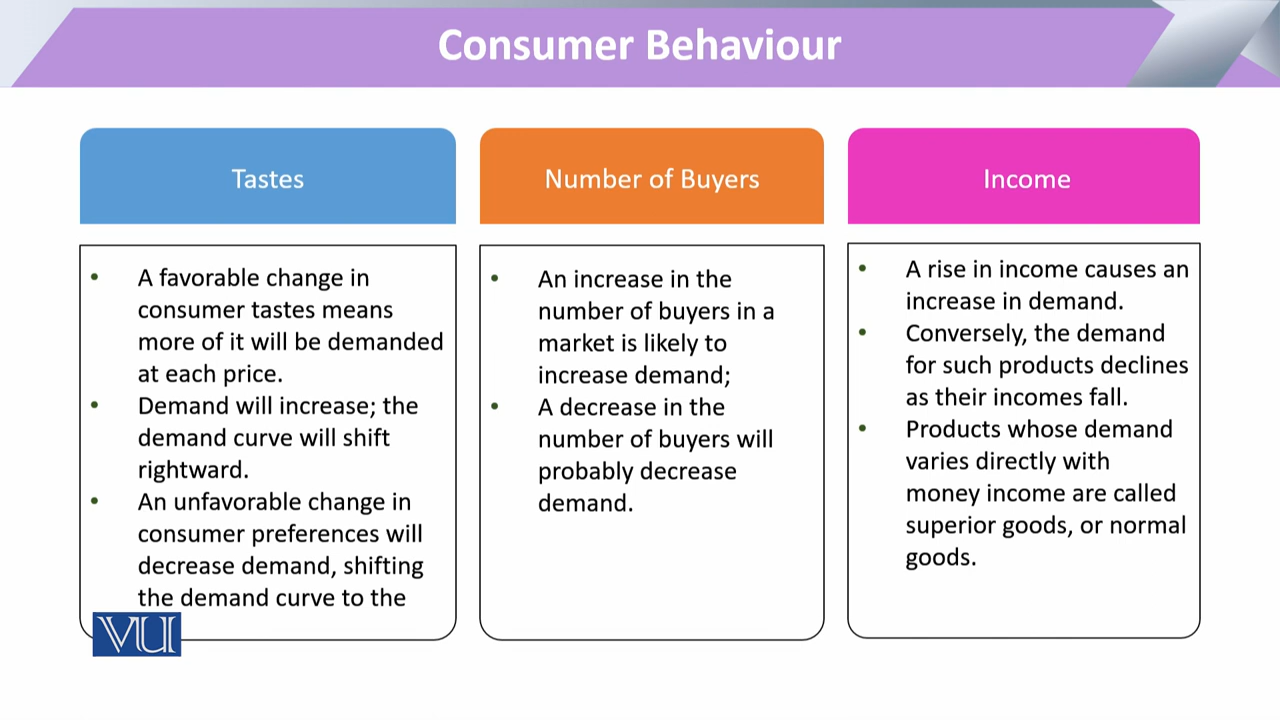 Consumer Behaviour
Tastes
• A favorable change in
consumer tastes means
more of it will be demanded
at each price.
• Demand will increase; the
demand curve will shift
rightward.
• An unfavorable change in
consumer preferences will
decrease demand, shifting
the demand curve to the
Number of Buyers
• An increase in the
number of buyers in a
market is likely to
increase demand;
• A decrease in the
number of buyers will
probably decrease
demand.
Income
• A rise in income causes an
increase in demand.
• Conversely, the demand
for such products declines
as their incomes fall.
• Products whose demand
varies directly with
money income are called
superior goods, or normal
goods.
VU